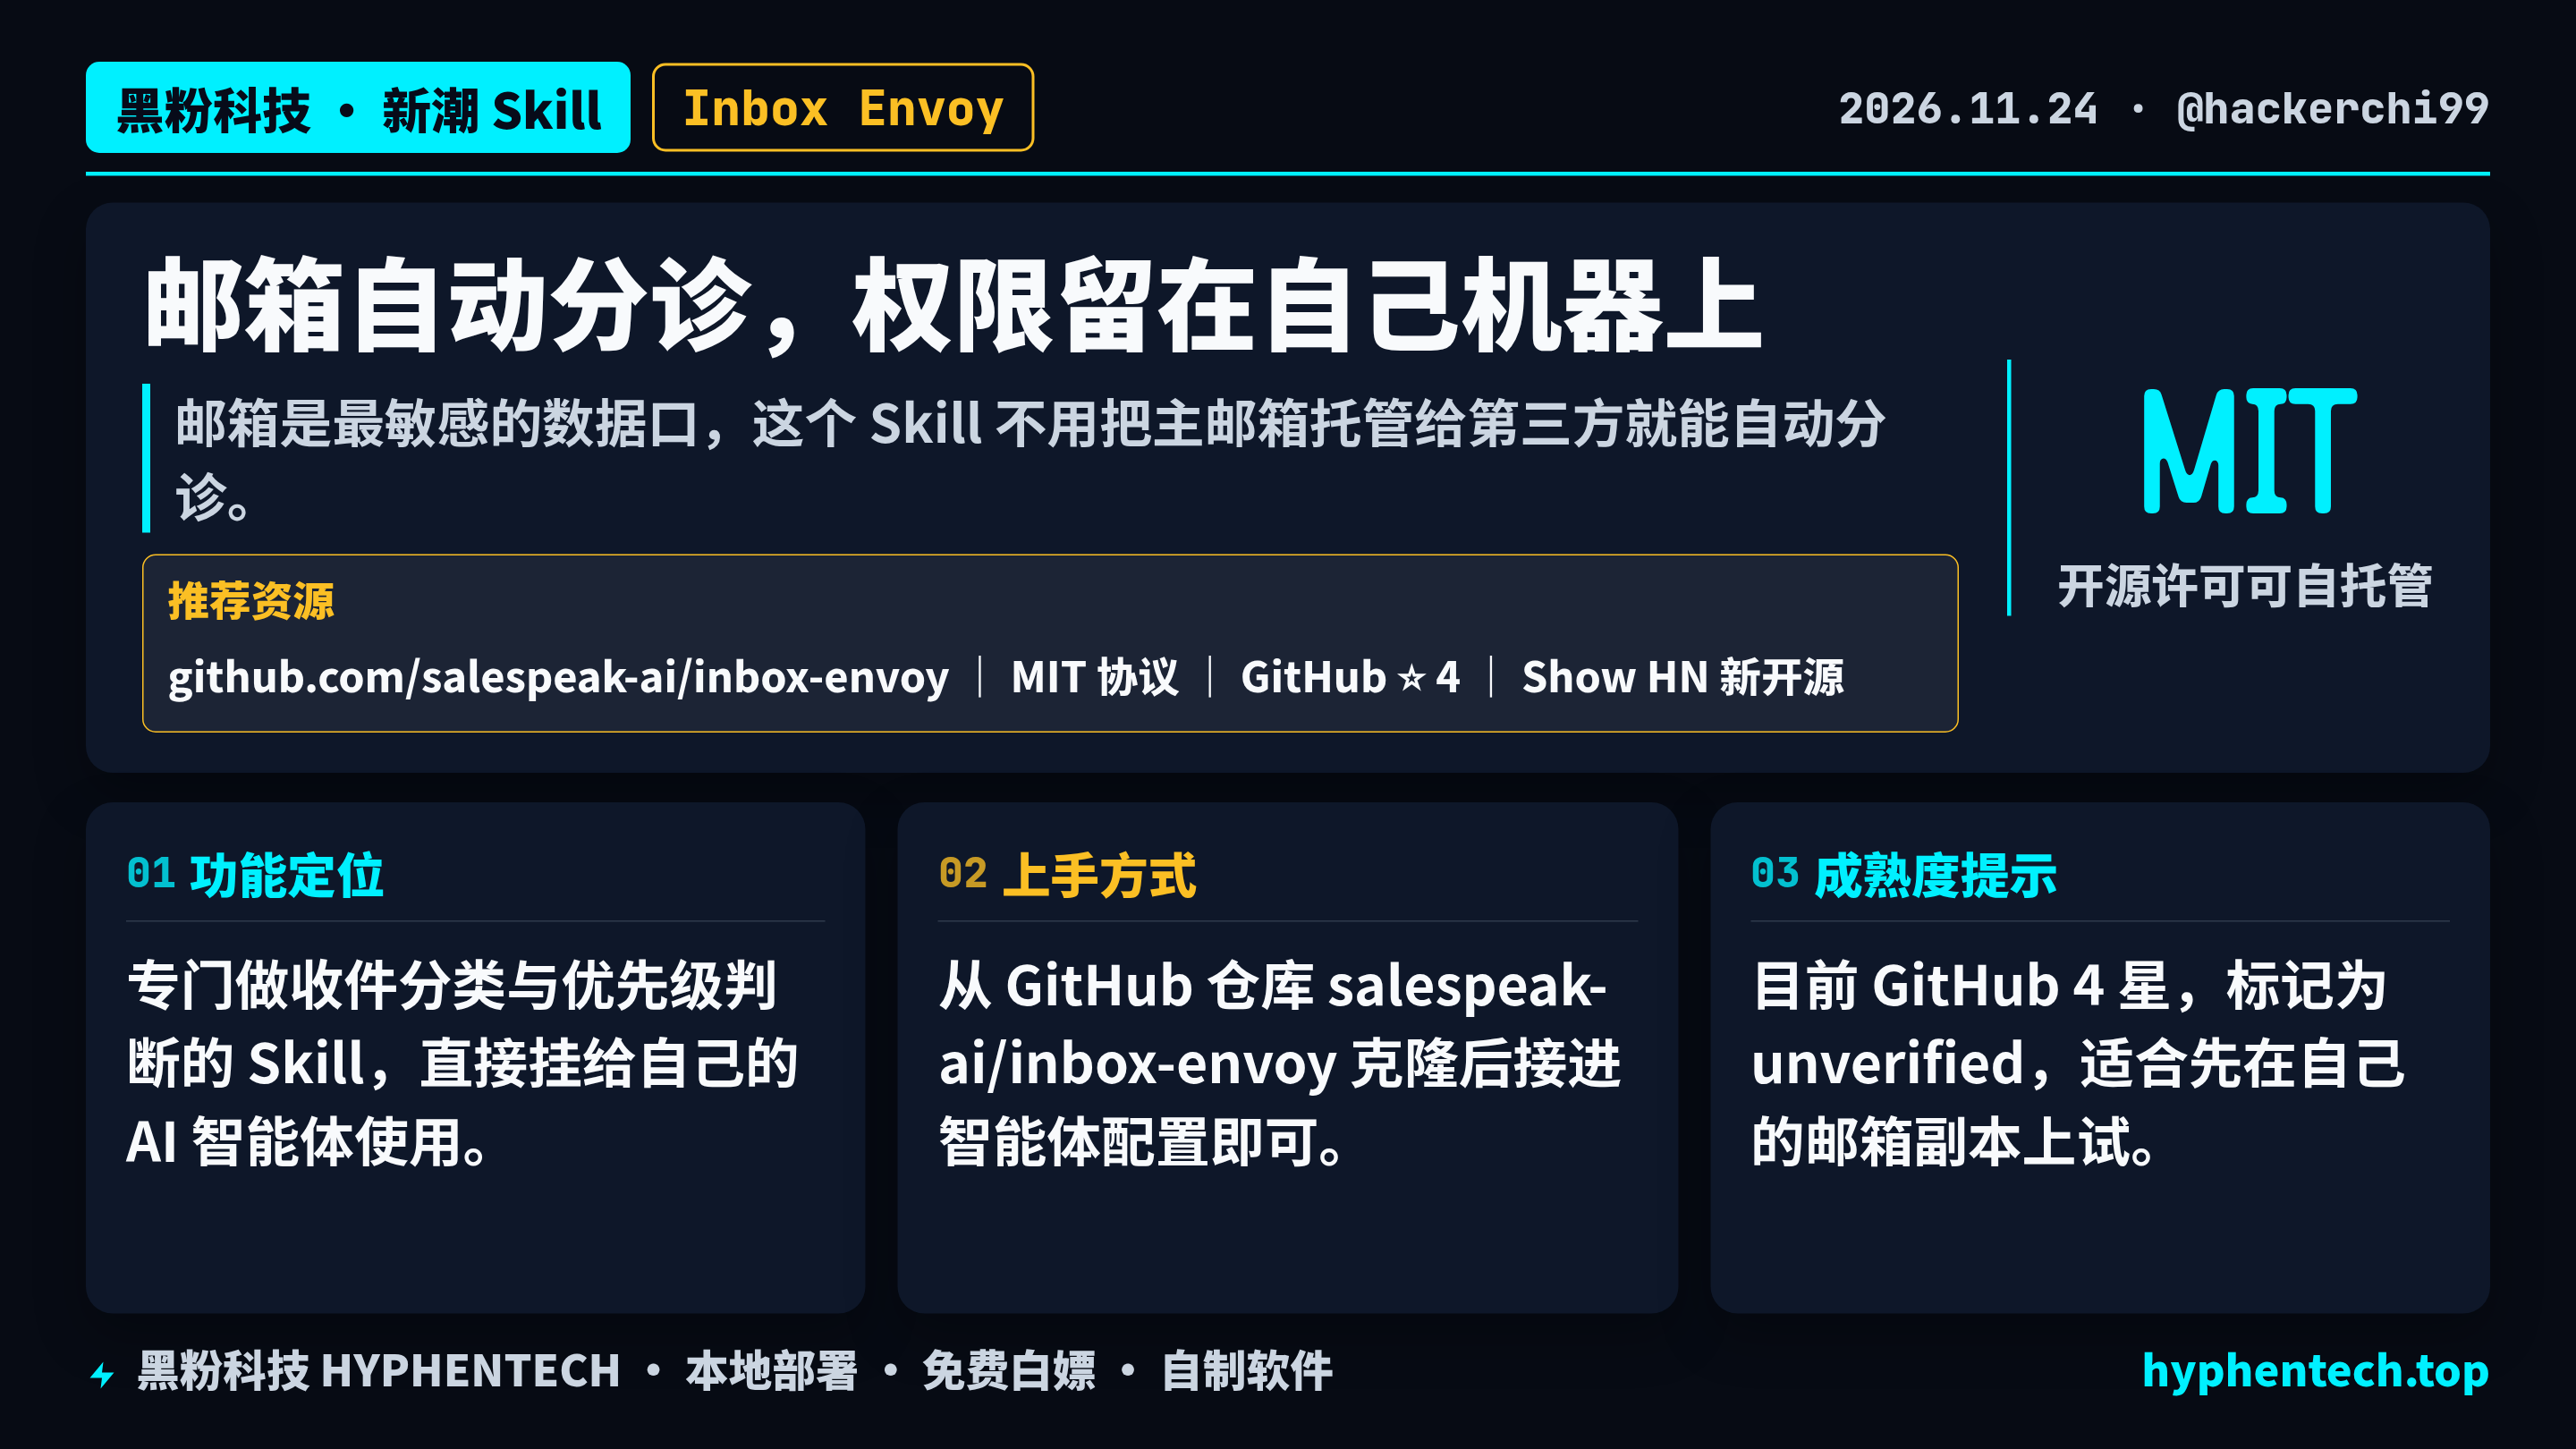 黑粉科技 · 新潮 Skill
Inbox Envoy
2026.11.24 · @hackerchi99
邮箱自动分诊，权限留在自己机器上
邮箱是最敏感的数据口，这个 Skill 不用把主邮箱托管给第三方就能自动分
诊。
推荐资源
github.com/salespeak-ai/inbox-envoy ｜ MIT 协议 ｜ GitHub ☆ 4 ｜ Show HN 新开源
MIT
开源许可可自托管
01 功能定位
专门做收件分类与优先级判
断的 Skill，直接挂给自己的
AI 智能体使用。
02 上手方式
从 GitHub 仓库 salespeak-
ai/inbox-envoy 克隆后接进
智能体配置即可。
03 成熟度提示
目前 GitHub 4 星，标记为
unverified，适合先在自己
的邮箱副本上试。
黑粉科技 HYPHENTECH · 本地部署 · 免费白嫖 · 自制软件
hyphentech.top